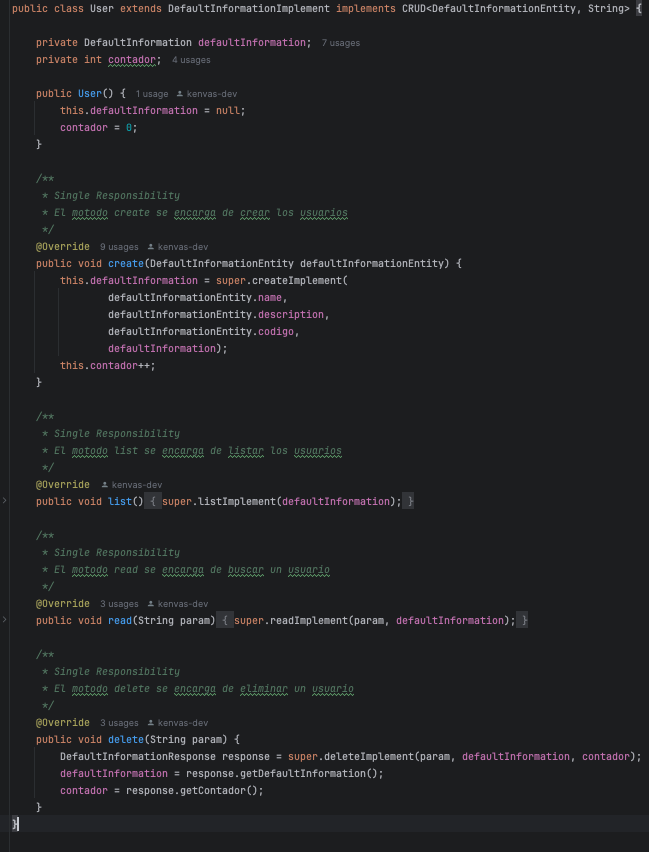 public class User extends DefaultInformationImplement implements CRUD<DefaultInformationEntity, String> {
private DefaultInformation defaultInformation; 7 usages
private int contador; 4 usages
public User() { 1 usage kenvas-dev
this.defaultInformation = null;
contador = 0;
}
/**
* Single Responsibility
* El motodo create se encarga de crear los usuarios
*/
@Override 9 usages kenvas-dev
public void create(DefaultInformationEntity defaultInformationEntity) {
this.defaultInformation = super.createImplement(
defaultInformationEntity.name,
defaultInformationEntity.description,
defaultInformationEntity.codigo,
defaultInformation);
this.contador++;
}
/**
* Single Responsibility
* El motodo list se encarga de listar los usuarios
*/
@Override kenvas-dev
public void list() { super.listImplement(defaultInformation); }
/**
* Single Responsibility
* El motodo read se encarga de buscar un usuario
*/
@Override 3 usages kenvas-dev
public void read(String param) { super.readImplement(param, defaultInformation); }
/**
* Single Responsibility
* El motodo delete se encarga de eliminar un usuario
*/
@Override 3 usages kenvas-dev
public void delete(String param) {
DefaultInformationResponse response = super.deleteImplement(param, defaultInformation, contador);
defaultInformation = response.getDefaultInformation();
contador = response.getContador();
}
}